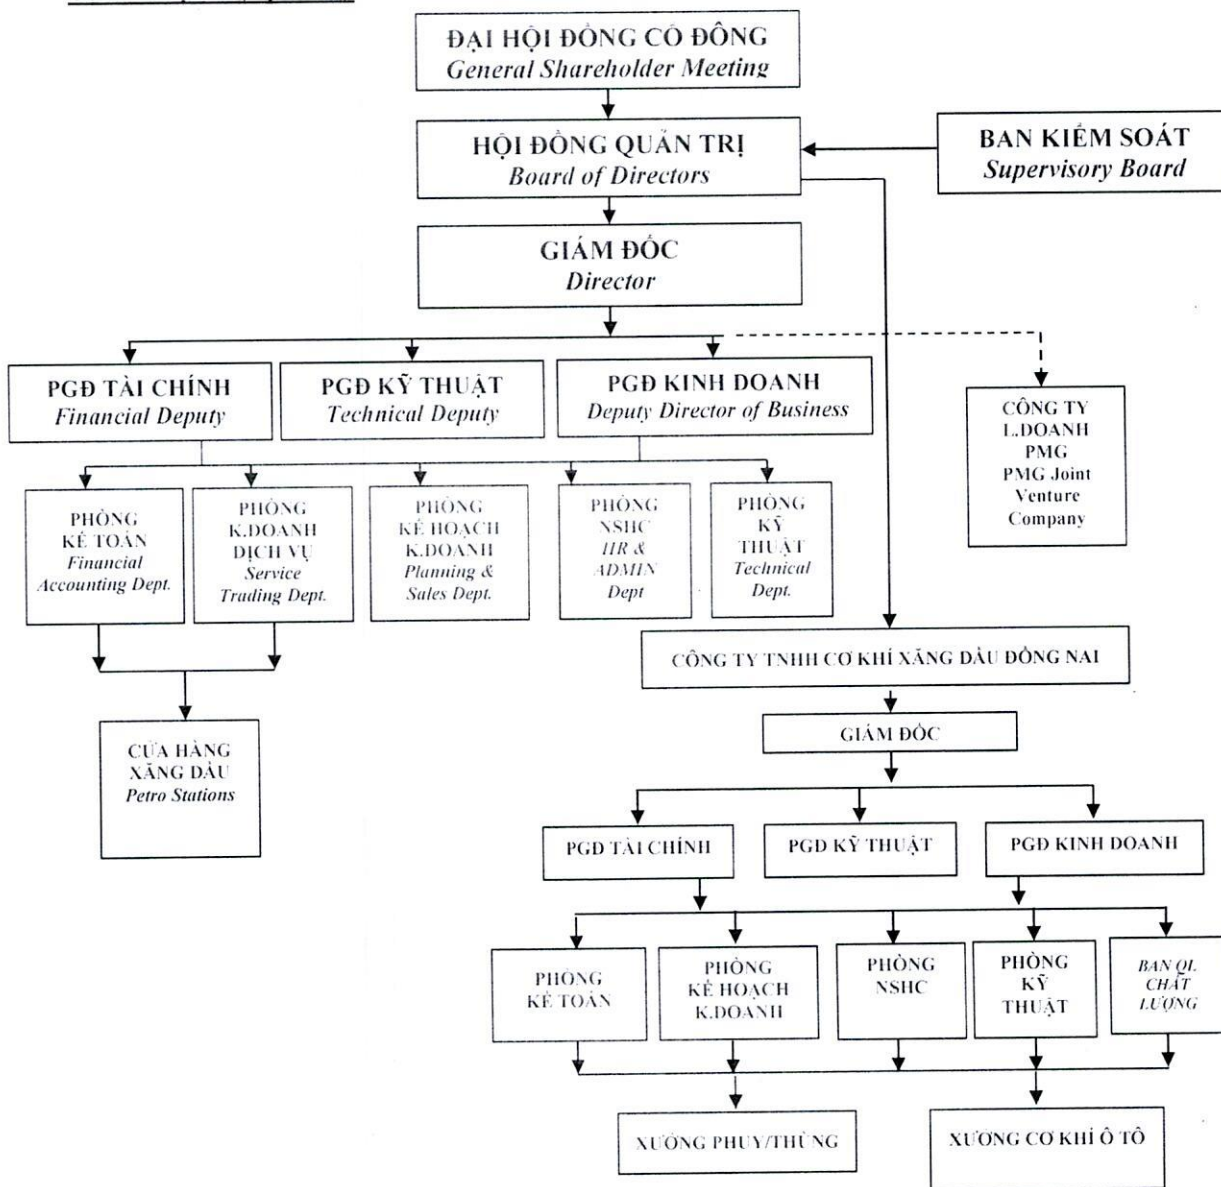 ĐẠI HỘI ĐỒNG CỔ ĐÔNG
General Shareholder Meeting
HỘI ĐỒNG QUẢN TRỊ
Board of Directors
BAN KIỂM SOÁT
Supervisory Board
GIÁM ĐỐC
Director
PGĐ TÀI CHÍNH
Financial Deputy
PGĐ KỸ THUẬT
Technical Deputy
PGĐ KINH DOANH
Deputy Director of Business
CÔNG TY
L.DOANH
PMG
PMG Joint
Venture
Company
PHÒNG
KẾ TOÁN
Financial
Accounting Dept.
PHÒNG
K.DOANH
DỊCH VỤ
Service
Trading Dept.
PHÒNG
KẾ HOẠCH
K.DOANH
Planning &
Sales Dept.
PHÒNG
NSHC
HR &
ADMIN
Dept
PHÒNG
KỸ
THUẬT
Technical
Dept.
CÔNG TY TNHH CƠ KHÍ XĂNG DẦU ĐỒNG NAI
CỬA HÀNG
XĂNG DẦU
Petro Stations
GIÁM ĐỐC
PGĐ TÀI CHÍNH
PGĐ KỸ THUẬT
PGĐ KINH DOANH
PHÒNG
KẾ TOÁN
PHÒNG
KẾ HOẠCH
K.DOANH
PHÒNG
NSHC
PHÒNG
KỸ
THUẬT
BAN QL
CHẤT
LƯỢNG
XƯỞNG PHUY/THÙNG
XƯỞNG CƠ KHÍ Ô TÔ